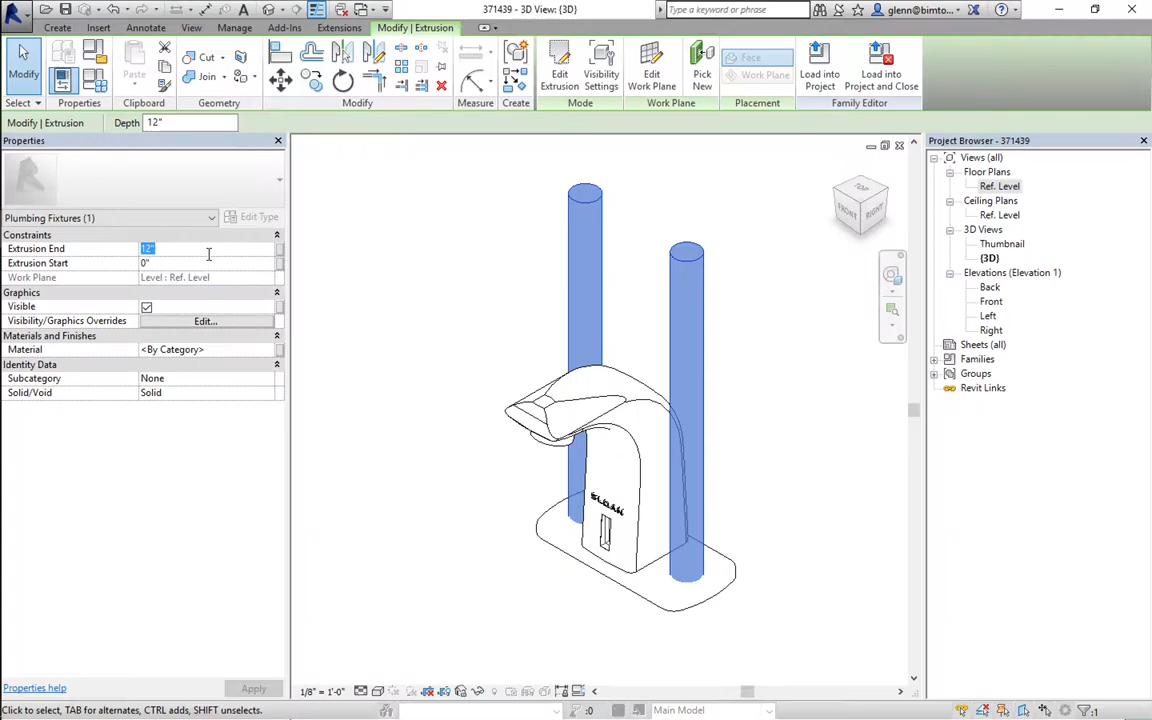 371439 - 3D View: {3D}
Type a keyword or phrase
glenn@bimto...
Create Insert Annotate View Manage Add-Ins Extensions Modify | Extrusion
Modify
Paste
Cut
Join
Edit Extrusion
Visibility Settings
Edit Work Plane
Pick New
Face
Work Plane
Load into Project
Load into Project and Close
Select Properties Clipboard Geometry Modify Measure Create Mode Work Plane Placement Family Editor
Modify | Extrusion Depth 12"
Properties
Plumbing Fixtures (1) Edit Type
Constraints
Extrusion End 12"
Extrusion Start 0"
Work Plane Level : Ref. Level
Graphics
Visible
Visibility/Graphics Overrides Edit...
Materials and Finishes
Material <By Category>
Identity Data
Subcategory None
Solid/Void Solid
Properties help Apply
TOP
FRONT
RIGHT
SLOAN
Project Browser - 371439
Views (all)
Floor Plans
Ref. Level
Ceiling Plans
Ref. Level
3D Views
Thumbnail
{3D}
Elevations (Elevation 1)
Back
Front
Left
Right
Sheets (all)
Families
Groups
Revit Links
1/8" = 1'-0"
Click to select, TAB for alternates, CTRL adds, SHIFT unselects.
:0
Main Model
:1